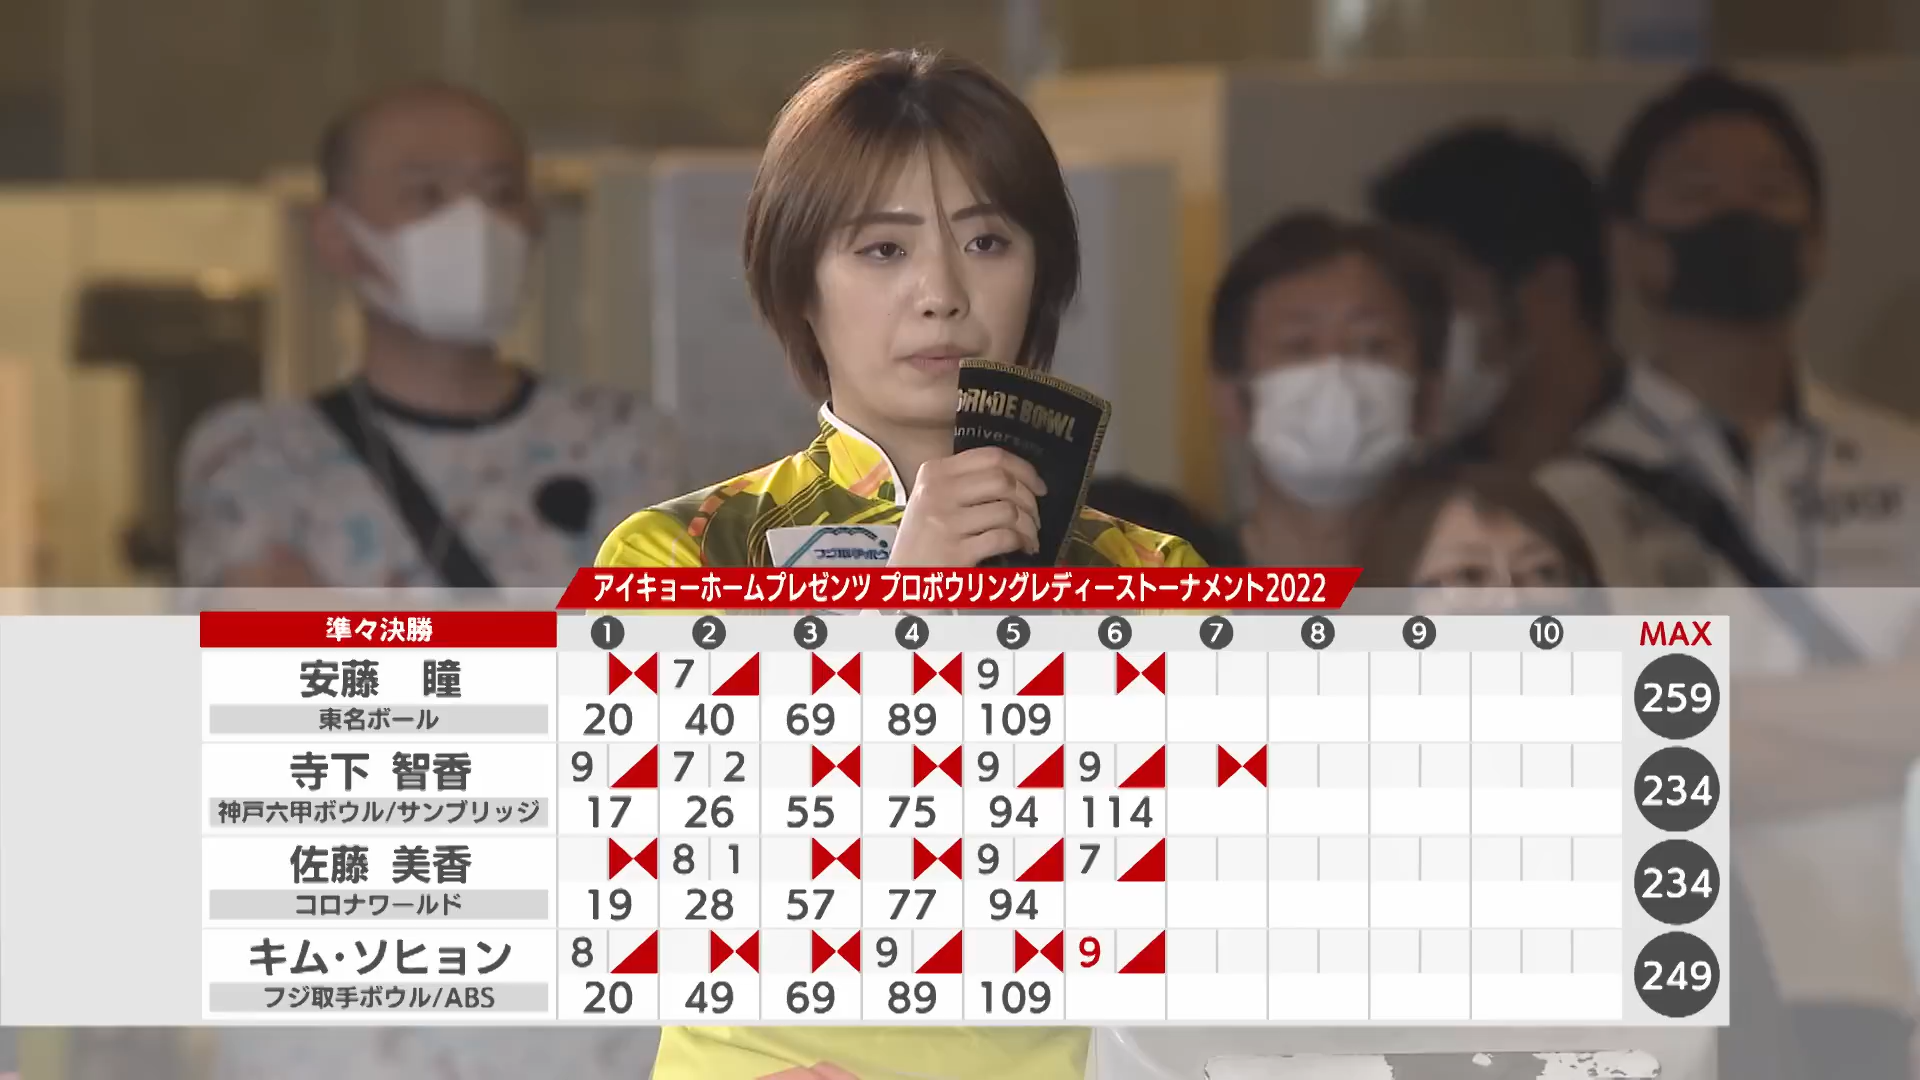 BOWL
アイキョーホームプレゼンツ プロボウリングレディーストーナメント2022
準々決勝 1 2 3 4 5 6 7 8 9 10 MAX
安藤 瞳 7 9 259
東名ボール 20 40 69 89 109
寺下 智香 9 7 2 9 9 234
神戸六甲ボウル/サンブリッジ 17 26 55 75 94 114
佐藤 美香 8 1 9 7 234
コロナワールド 19 28 57 77 94
キム・ソヒョン 8 9 9 249
フジ取手ボウル/ABS 20 49 69 89 109